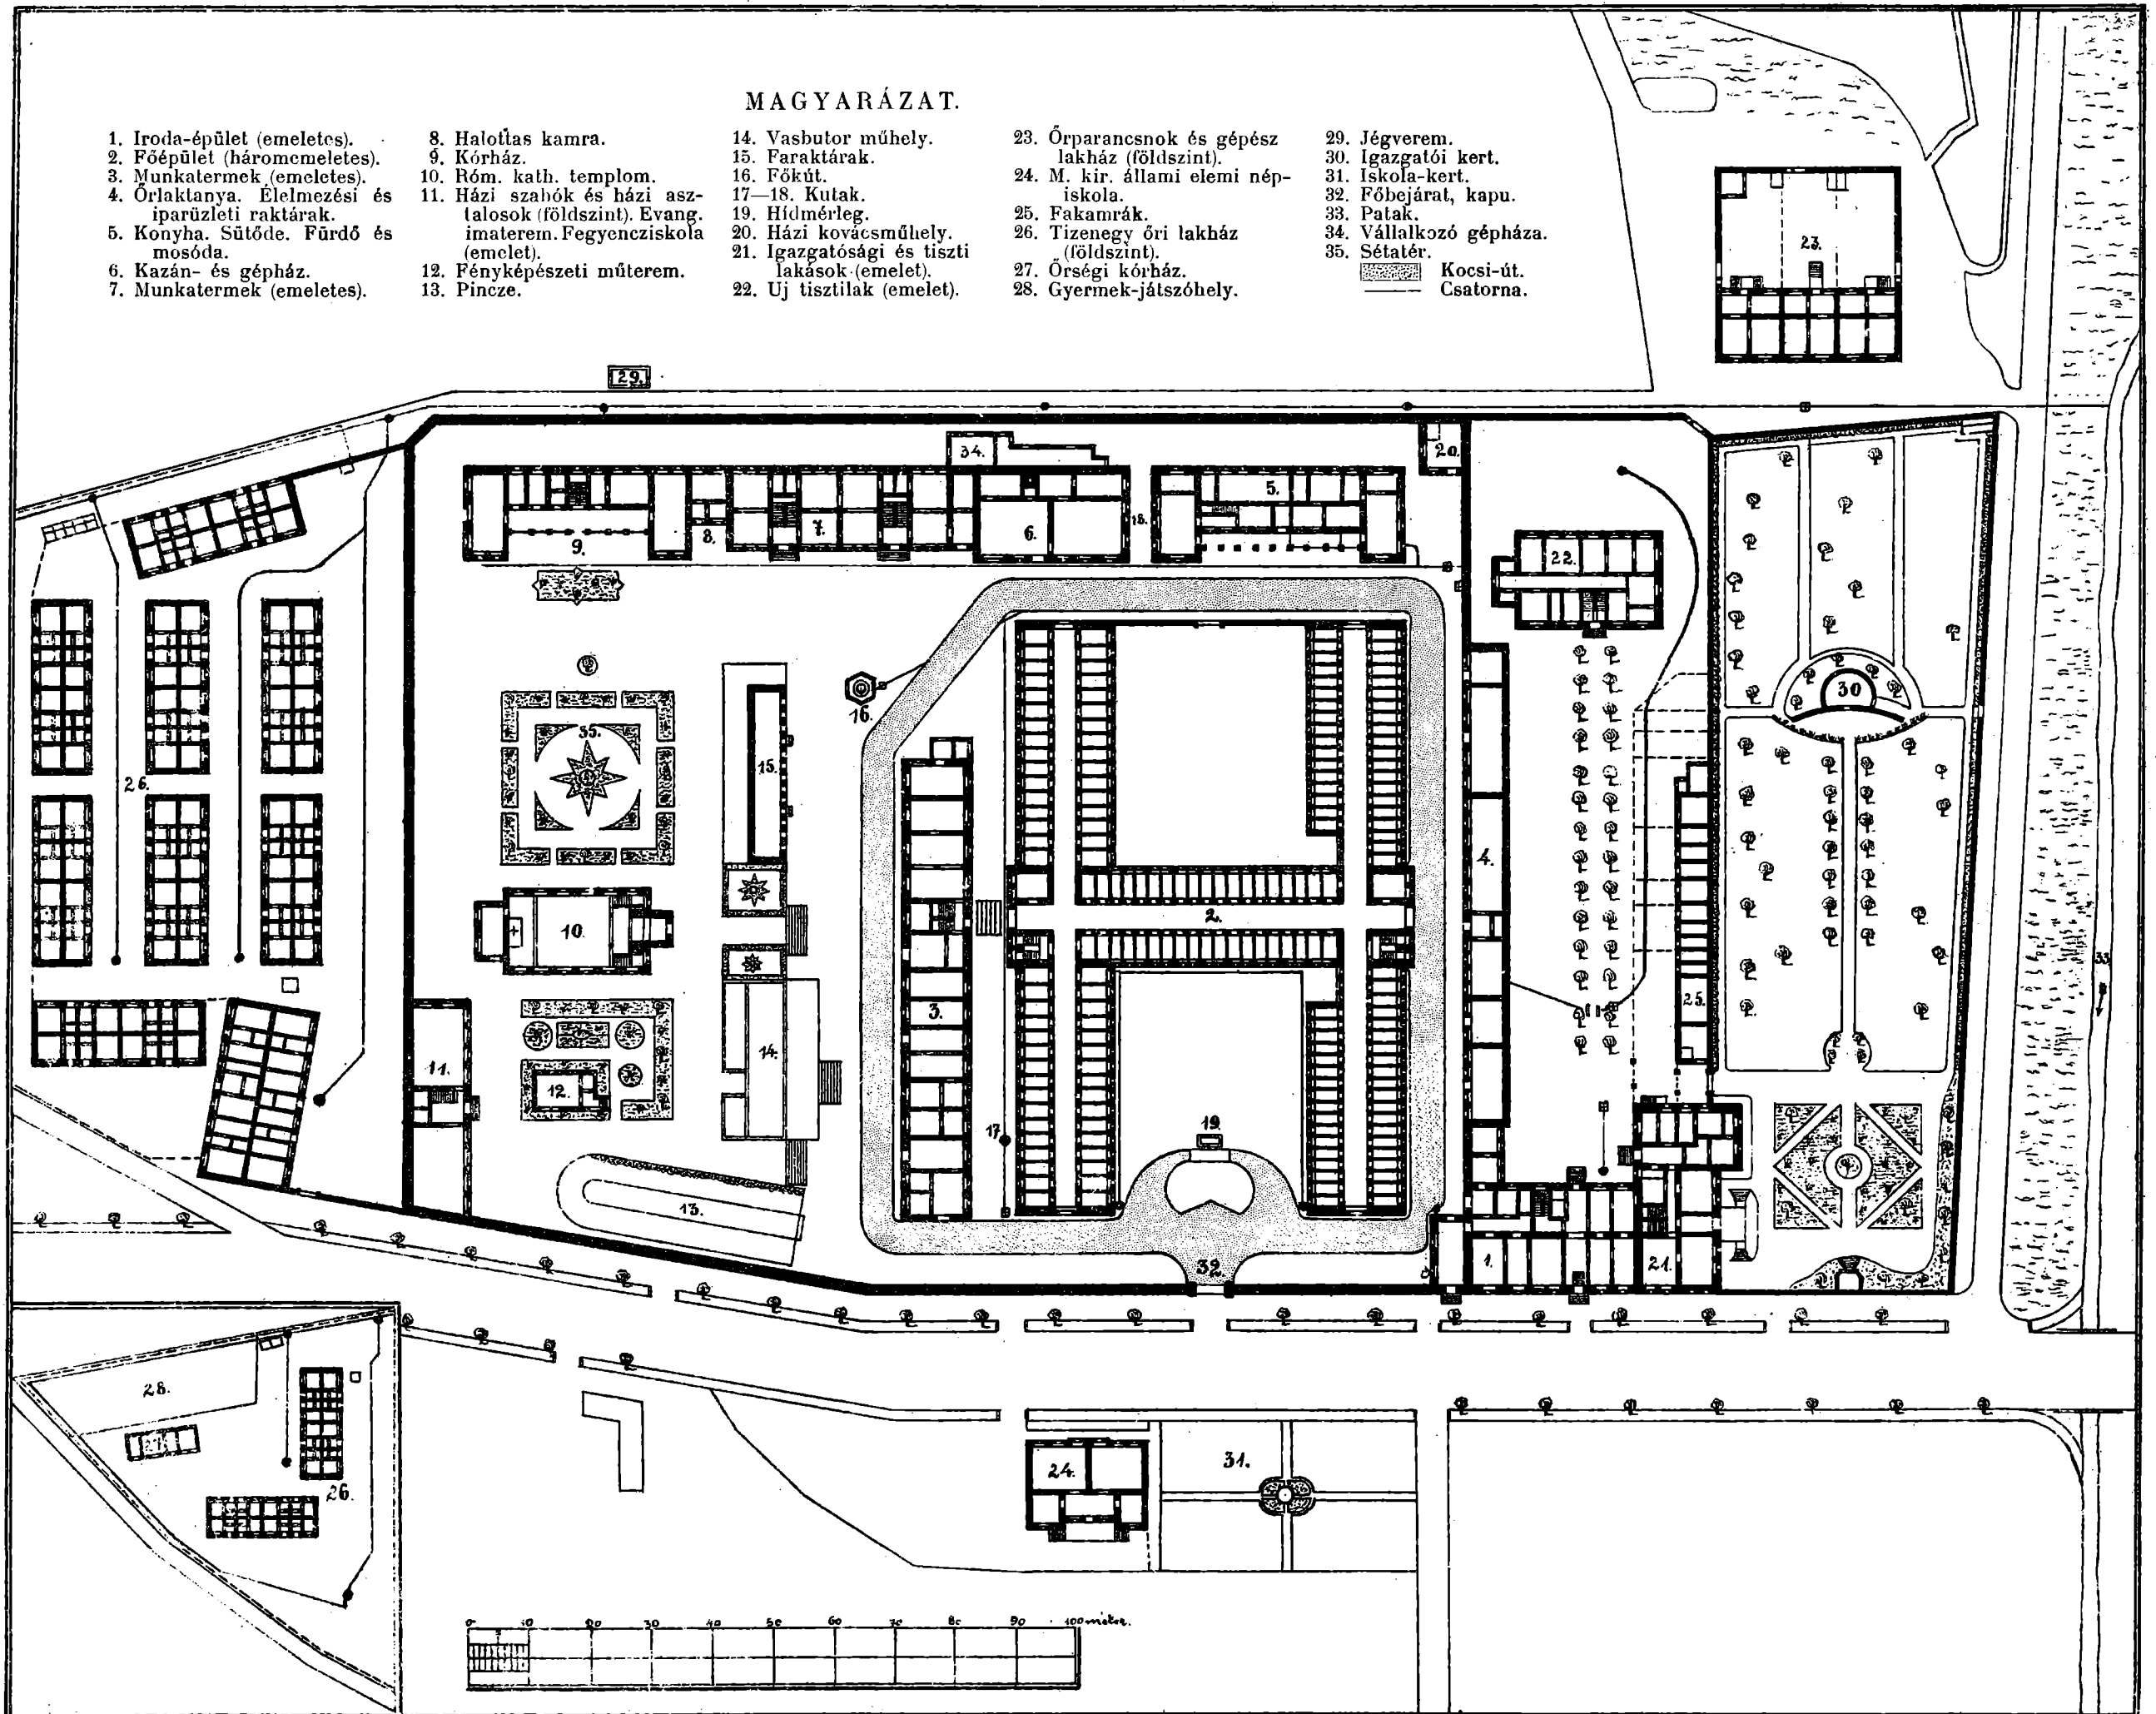 MAGYARÁZAT.
1. Iroda-épület (emeletes).
2. Főépület (háromemeletes).
3. Munkatermek (emeletes).
4. Őrlaktanya. Élelmezési és
iparüzleti raktárak.
5. Konyha. Sütőde. Fürdő és
mosóda.
6. Kazán- és gépház.
7. Munkatermek (emeletes).
8. Halottas kamra.
9. Kórház.
10. Róm. kath. templom.
11. Házi szabók és házi asz-
talosok (földszint). Evang.
imaterem. Fegyencziskola
(emelet).
12. Fényképészeti műterem.
13. Pincze.
14. Vasbutor műhely.
15. Faraktárak.
16. Főkút.
17—18. Kutak.
19. Hídmérleg.
20. Házi kovácsműhely.
21. Igazgatósági és tiszti
lakások (emelet).
22. Uj tisztilak (emelet).
23. Őrparancsnok és gépész
lakház (földszint).
24. M. kir. állami elemi nép-
iskola.
25. Fakamrák.
26. Tizenegy őri lakház
(földszint).
27. Őrségi kórház.
28. Gyermek-játszóhely.
29. Jégverem.
30. Igazgatói kert.
31. Iskola-kert.
32. Főbejárat, kapu.
33. Patak.
34. Vállalkozó gépháza.
35. Sétatér.
Kocsi-út.
Csatorna.
23.
29.
34.
20.
5.
18.
6.
7.
8.
9.
22.
16.
30
35.
15.
26.
4.
2.
10.
33
25.
3.
14.
11.
12.
17
19.
13.
32
1.
21.
28.
27.
26.
24.
31.
0 10 20 30 40 50 60 70 80 90 100 méter.